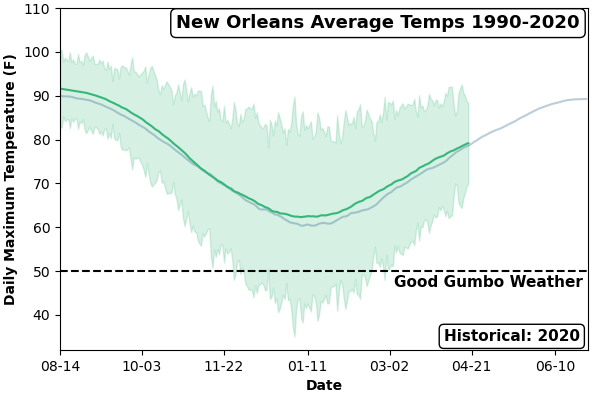 New Orleans Average Temps 1990-2020
Daily Maximum Temperature (F)
110
100
90
80
70
60
50
40
Good Gumbo Weather
Historical: 2020
08-14 10-03 11-22 01-11 03-02 04-21 06-10
Date